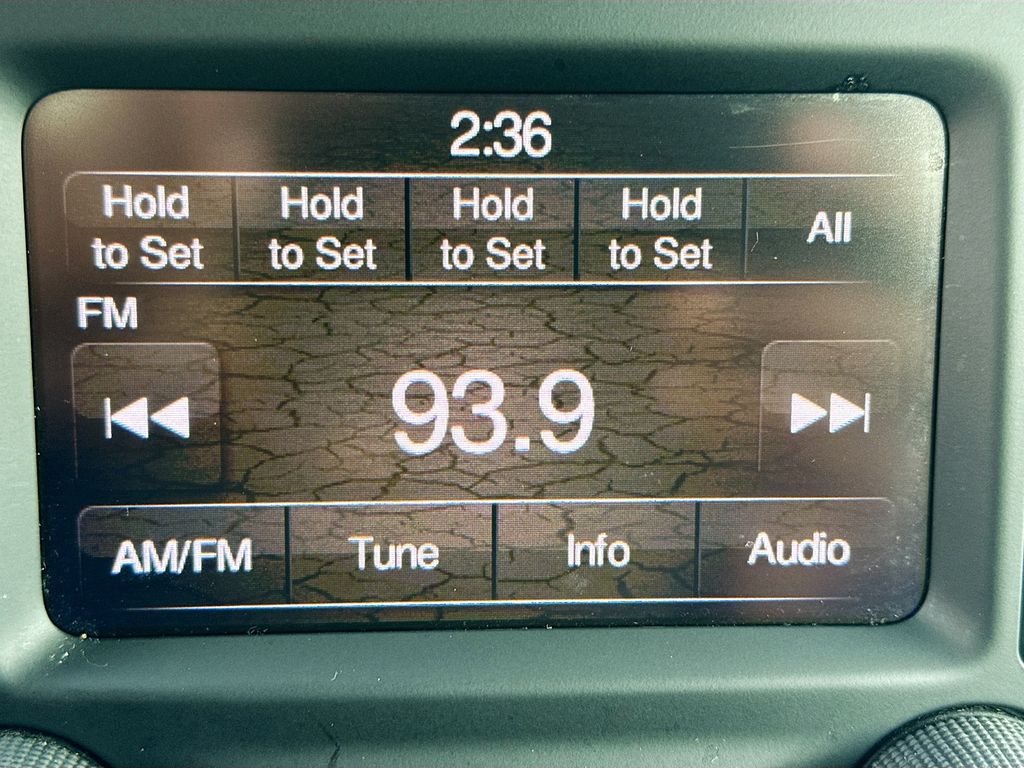 2:36
Hold Hold Hold Hold All
to Set to Set to Set to Set
FM
93.9
AM/FM Tune Info Audio